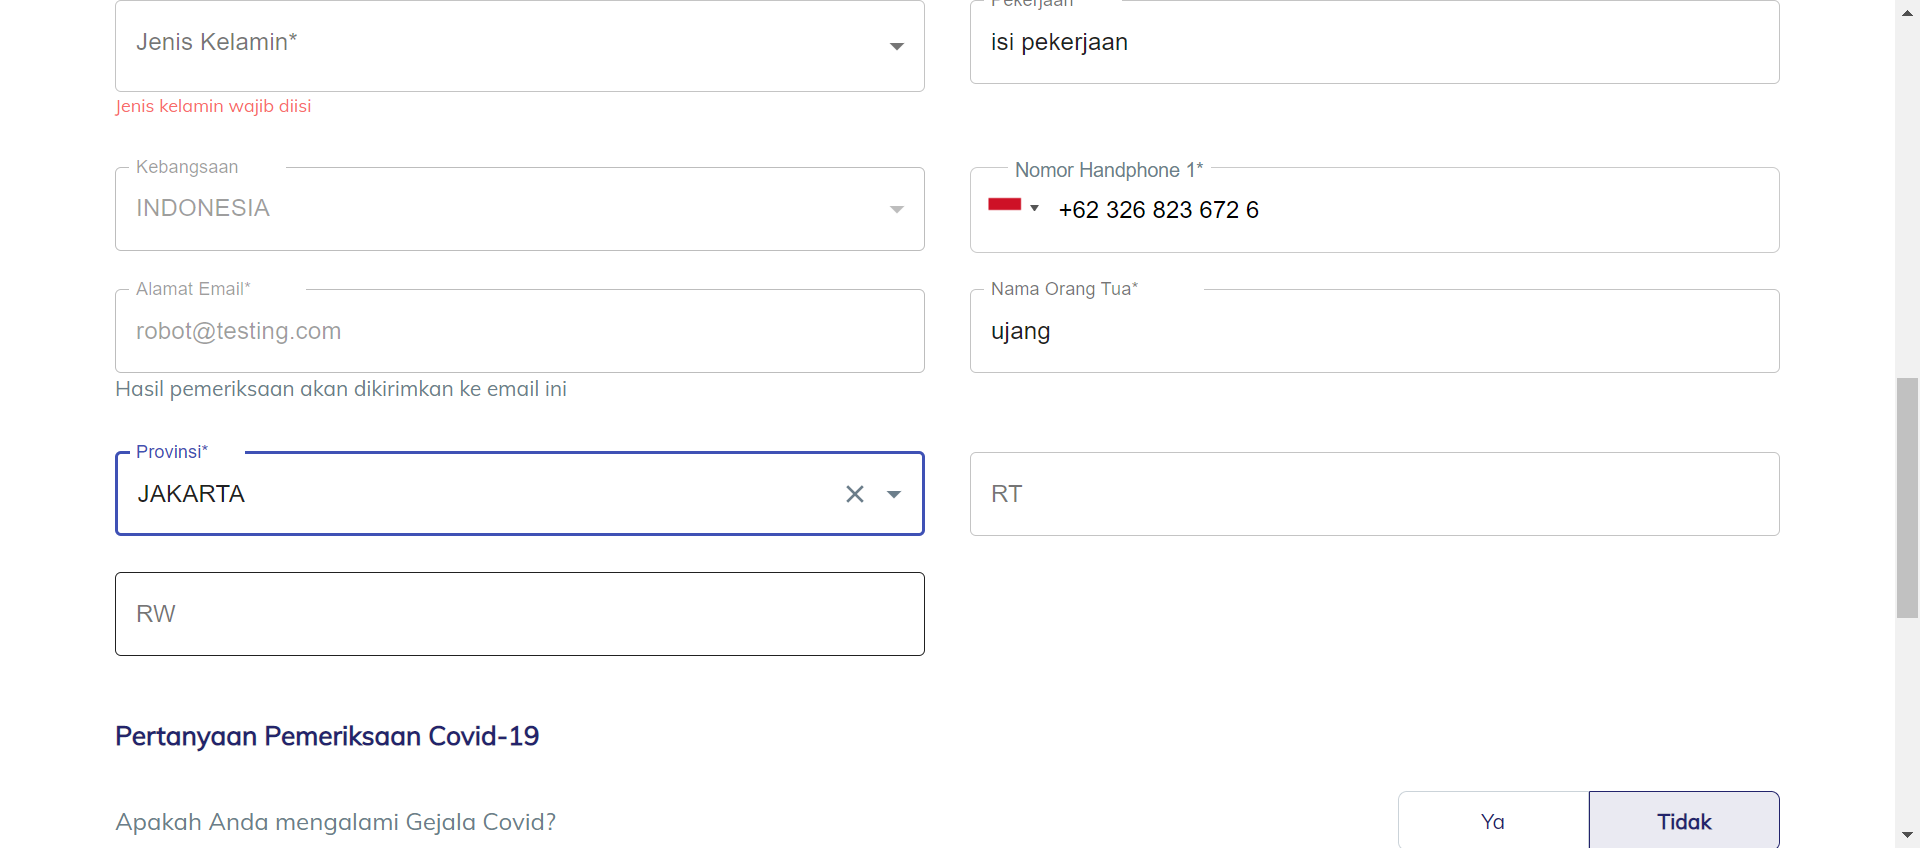 Pekerjaan
Jenis Kelamin*
isi pekerjaan
Jenis kelamin wajib diisi
Kebangsaan
Nomor Handphone 1*
INDONESIA
+62 326 823 672 6
Alamat Email*
Nama Orang Tua*
robot@testing.com
ujang
Hasil pemeriksaan akan dikirimkan ke email ini
Provinsi*
JAKARTA
RT
RW
Pertanyaan Pemeriksaan Covid-19
Apakah Anda mengalami Gejala Covid?
Ya
Tidak